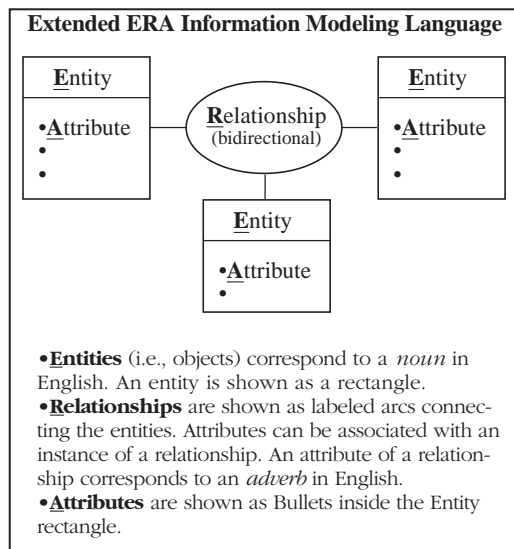 Extended ERA Information Modeling Language
Entity
•Attribute
•
•
Relationship
(bidirectional)
Entity
•Attribute
•
•
Entity
•Attribute
•
•Entities (i.e., objects) correspond to a noun in
English. An entity is shown as a rectangle.
•Relationships are shown as labeled arcs connec-
ting the entities. Attributes can be associated with an
instance of a relationship. An attribute of a relation-
ship corresponds to an adverb in English.
•Attributes are shown as Bullets inside the Entity
rectangle.